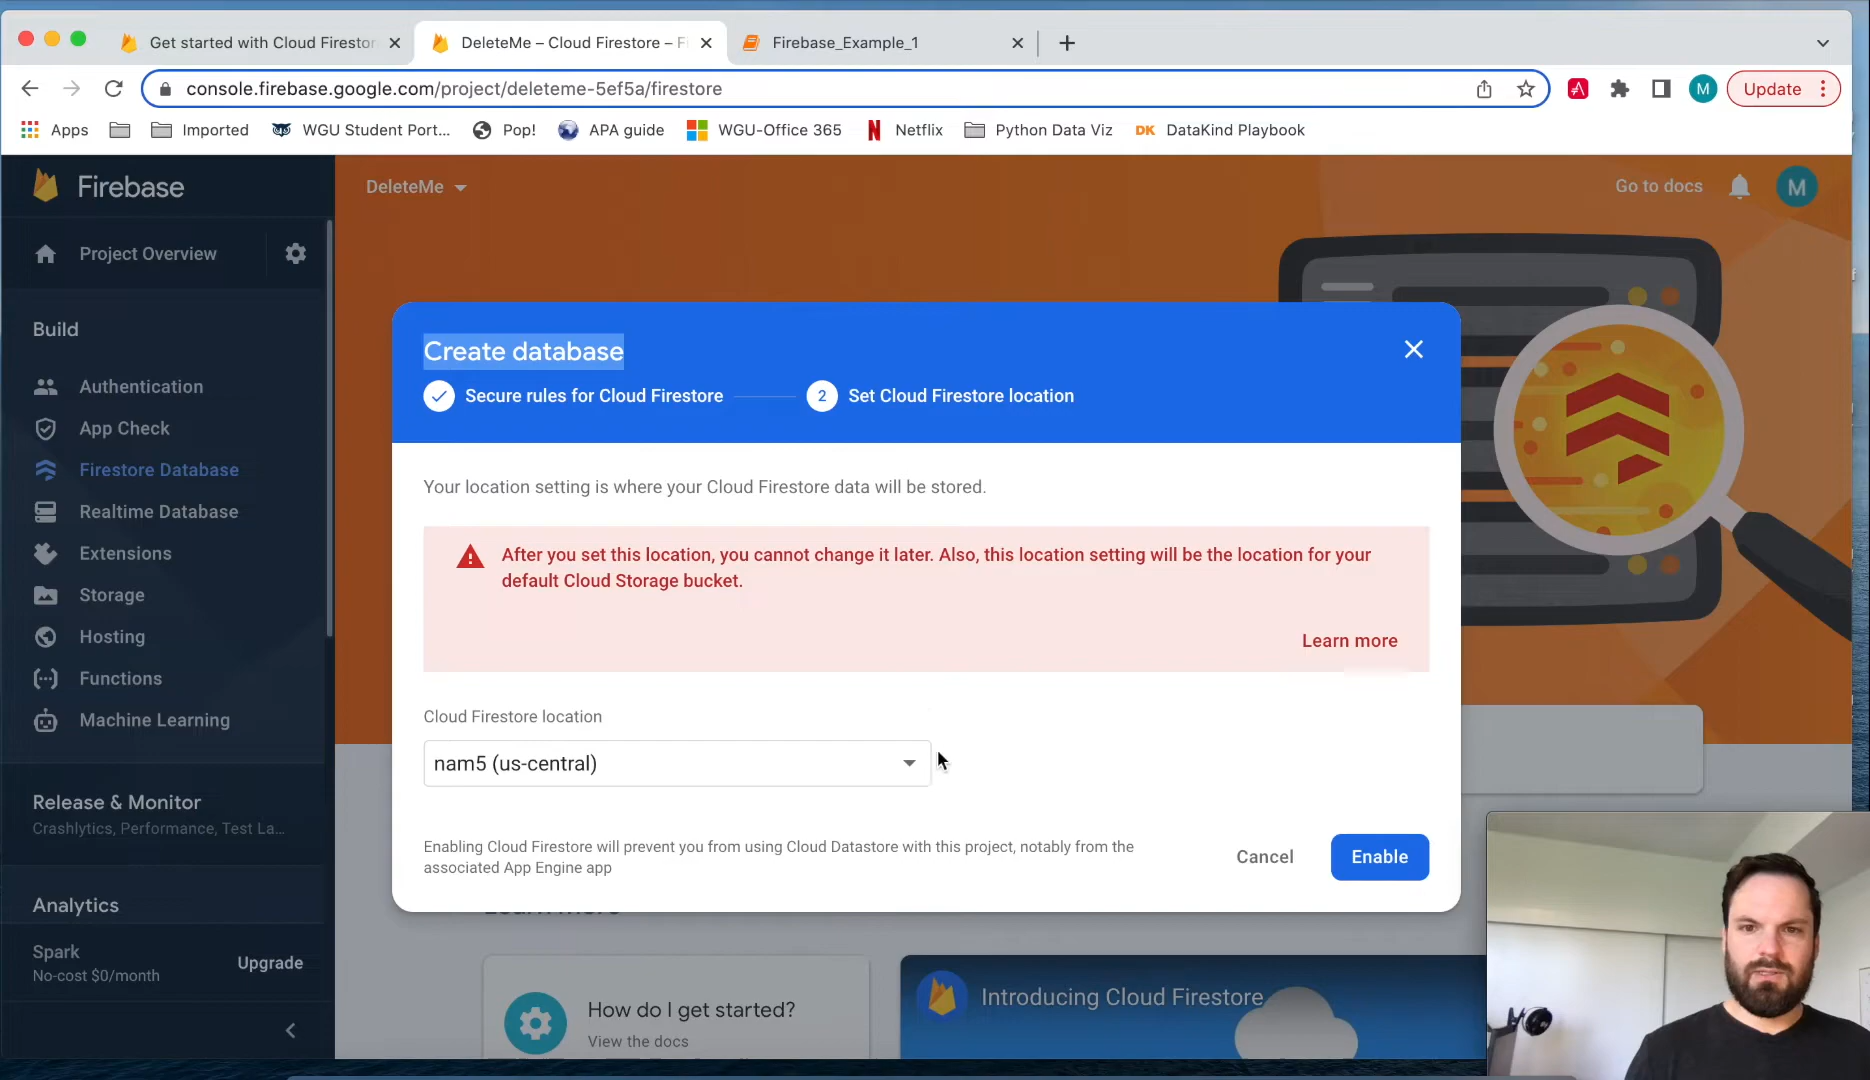 Get started with Cloud Firestor
DeleteMe – Cloud Firestore – Fi
Firebase_Example_1
console.firebase.google.com/project/deleteme-5ef5a/firestore
M
Update
Apps
Imported
WGU Student Port...
Pop!
APA guide
WGU-Office 365
Netflix
Python Data Viz
DK DataKind Playbook
Firebase
DeleteMe
Go to docs
M
Project Overview
Build
Authentication
App Check
Firestore Database
Realtime Database
Extensions
Storage
Hosting
Functions
Machine Learning
Release & Monitor
Crashlytics, Performance, Test La...
Analytics
Spark
No-cost $0/month
Upgrade
Create database
Secure rules for Cloud Firestore
2 Set Cloud Firestore location
Your location setting is where your Cloud Firestore data will be stored.
After you set this location, you cannot change it later. Also, this location setting will be the location for your
default Cloud Storage bucket.
Learn more
Cloud Firestore location
nam5 (us-central)
Enabling Cloud Firestore will prevent you from using Cloud Datastore with this project, notably from the
associated App Engine app
Cancel
Enable
How do I get started?
View the docs
Introducing Cloud Firestore